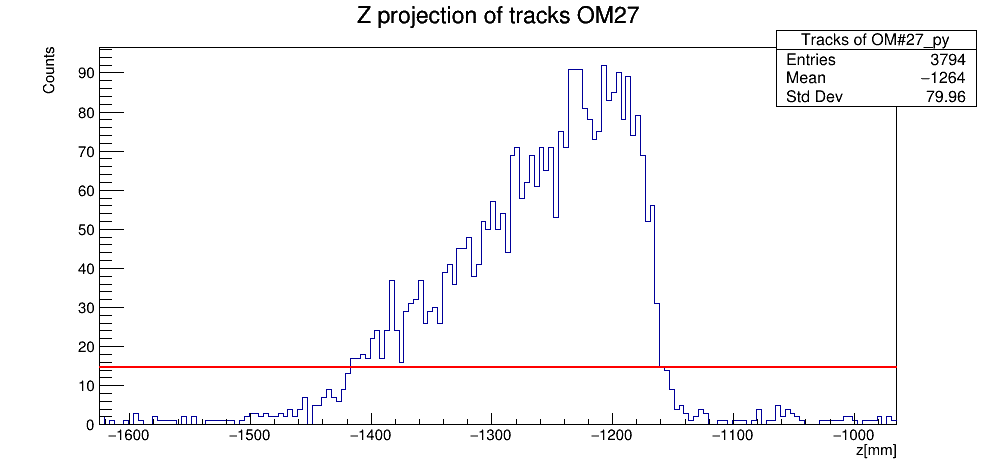 Z projection of tracks OM27
Tracks of OM#27_py
Entries 3794
Mean −1264
Std Dev 79.96
Counts
90
80
70
60
50
40
30
20
10
0
−1600 −1500 −1400 −1300 −1200 −1100 −1000
z[mm]